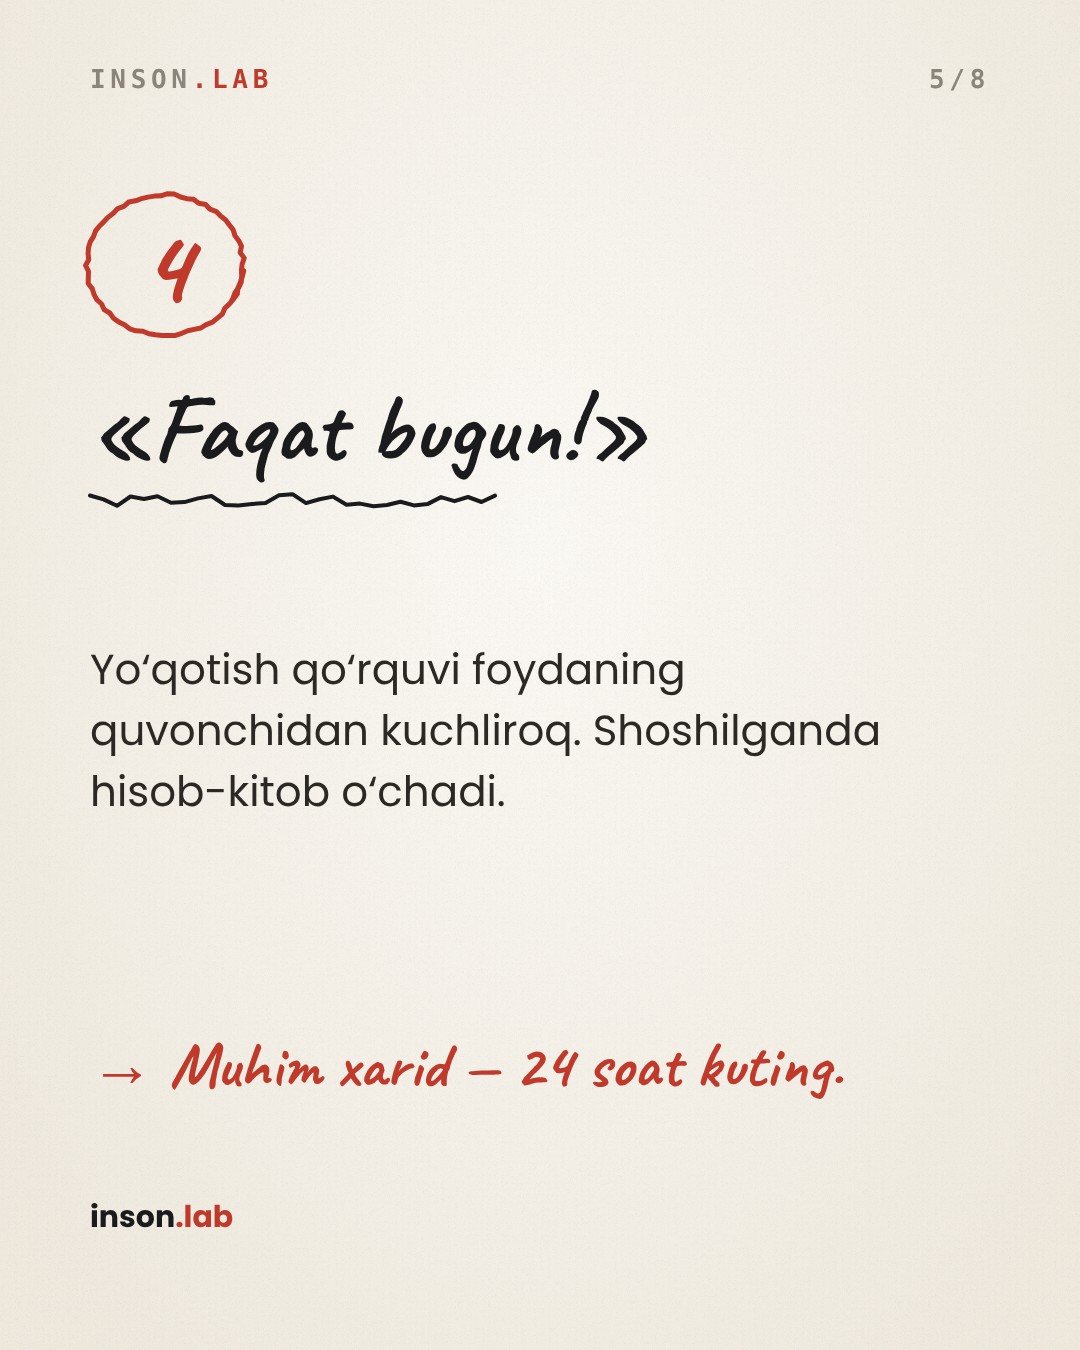 INSON.LAB
5/8
4
«Faqat bugun!»
Yo‘qotish qo‘rquvi foydaning
quvonchidan kuchliroq. Shoshilganda
hisob-kitob o‘chadi.
→ Muhim xarid — 24 soat kuting.
inson.lab